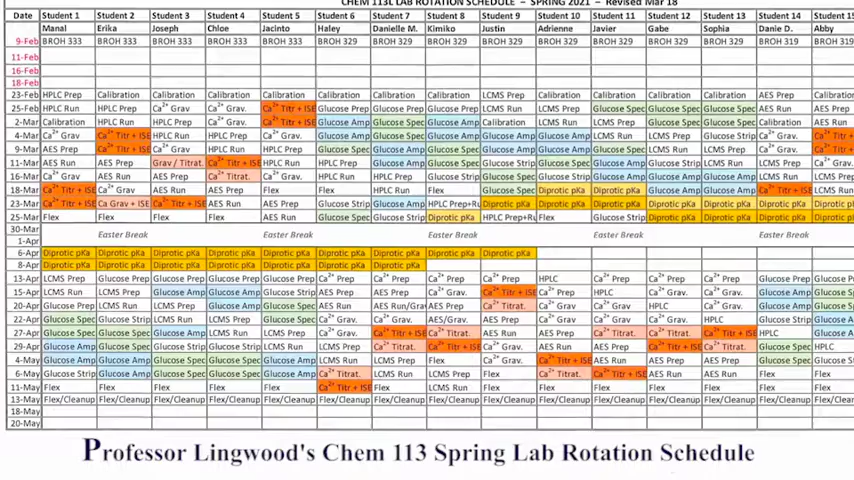 CHEM 113L LAB ROTATION SCHEDULE – SPRING 2021 – Revised Mar 18
Date Student 1 Student 2 Student 3 Student 4 Student 5 Student 6 Student 7 Student 8 Student 9 Student 10 Student 11 Student 12 Student 13 Student 14 Student 15
Manal Erika Joseph Chloe Jacinto Haley Danielle M. Kimiko Justin Adrienne Javier Gabe Sophia Danie D. Abby
9-Feb BROH 333 BROH 333 BROH 333 BROH 333 BROH 333 BROH 329 BROH 329 BROH 329 BROH 329 BROH 329 BROH 329 BROH 329 BROH 329 BROH 319 BROH 319
11-Feb
16-Feb
18-Feb
23-Feb HPLC Prep Calibration Calibration Calibration Calibration Calibration Calibration Calibration LCMS Prep Calibration Calibration Calibration Calibration AES Prep Calibration
25-Feb HPLC Run HPLC Prep Ca2+ Grav Ca2+ Grav. Ca2+ Titr + ISE Glucose Prep Glucose Prep Glucose Prep LCMS Run LCMS Prep Glucose Spec Glucose Spec Glucose Spec AES Run AES Prep
2-Mar Calibration HPLC Run HPLC Prep Ca2+ Grav. Ca2+ Titr + ISE Glucose Amp Glucose Spec Glucose Amp Calibration LCMS Run LCMS Prep Glucose Spec Glucose Spec Calibration AES Run
4-Mar Ca2+ Grav Ca2+ Titr + ISE HPLC Run HPLC Prep Ca2+ Grav. Glucose Amp Glucose Spec Glucose Amp Glucose Amp Glucose Amp LCMS Run LCMS Prep Glucose Strip Ca2+ Grav. Ca2+ Titr +
9-Mar AES Prep Ca2+ Titr + ISE Ca2+ Grav HPLC Run HPLC Prep Glucose Spec Glucose Amp Glucose Spec Glucose Amp Glucose Amp Glucose Spec LCMS Run LCMS Prep Ca2+ Grav. Ca2+ Titr +
11-Mar AES Run AES Prep Grav / Titrat. Ca2+ Titr + ISE HPLC Run HPLC Prep Glucose Amp Glucose Spec Glucose Spec Glucose Spec Glucose Amp Glucose Strip LCMS Run LCMS Prep Ca2+ Grav.
16-Mar Ca2+ Grav AES Run AES Prep Ca2+ Titrat. Ca2+ Grav. HPLC Run HPLC Prep Glucose Strip Glucose Spec Glucose Spec Glucose Amp Glucose Amp Glucose Amp LCMS Run LCMS Prep
18-Mar Ca2+ Titr + ISE Ca2+ Grav AES Run AES Prep Flex Flex HPLC Run Flex Glucose Spec Diprotic pKa Diprotic pKa Glucose Amp Glucose Amp Ca2+ Titr + ISE LCMS Run
23-Mar Ca2+ Titr + ISE Ca Grav + ISE Ca2+ Titr + ISE AES Run AES Prep Glucose Strip Glucose Amp HPLC Prep+Ru Diprotic pKa Diprotic pKa Glucose Strip Diprotic pKa Diprotic pKa Diprotic pKa Diprotic pKa
25-Mar Flex Flex Flex Flex AES Run Glucose Spec Glucose Strip Diprotic pKa HPLC Prep+Ru Flex Glucose Strip Diprotic pKa Diprotic pKa Diprotic pKa Diprotic pKa
30-Mar Easter Break Easter Break Easter Break Easter Break Easter Break
1-Apr
6-Apr Diprotic pKa Diprotic pKa Diprotic pKa Diprotic pKa Diprotic pKa Diprotic pKa Diprotic pKa Diprotic pKa Diprotic pKa
8-Apr Diprotic pKa Diprotic pKa Diprotic pKa Diprotic pKa Diprotic pKa Diprotic pKa Diprotic pKa
13-Apr LCMS Prep Glucose Prep Glucose Prep Glucose Prep Glucose Prep Ca2+ Prep Ca2+ Prep Ca2+ Prep Ca2+ Prep HPLC Ca2+ Prep Ca2+ Prep Ca2+ Prep Glucose Prep Glucose P
15-Apr LCMS Run LCMS Prep Glucose Amp Glucose Amp Glucose Spec AES Prep Ca2+ Grav. Ca2+ Grav. Ca2+ Titr + ISE Ca2+ Prep HPLC Ca2+ Grav. Ca2+ Grav. Glucose Amp Glucose S
20-Apr Glucose Prep LCMS Run LCMS Prep Glucose Amp Glucose Spec AES Run AES Prep AES Run/Grav Ca2+ Grav. Ca2+ Titrat. Ca2+ Grav. Ca2+ Grav. HPLC Ca2+ Grav. Glucose Amp Glucose S
22-Apr Glucose Spec Glucose Strip LCMS Run LCMS Prep Glucose Strip Ca2+ Grav. Ca2+ Grav. AES/Grav. AES Prep Ca2+ Grav. Ca2+ Grav. Ca2+ Grav. HPLC Glucose Strip Glucose A
27-Apr Glucose Amp Glucose Spec Glucose Amp LCMS Run LCMS Prep Ca2+ Grav. Ca2+ Titr + ISE Ca2+ Titrat. AES Run AES Prep Ca2+ Titrat. Ca2+ Titrat. Ca2+ Titr + ISE HPLC Glucose A
29-Apr Glucose Amp Glucose Spec Glucose Strip Glucose Strip LCMS Run LCMS Prep Ca2+ Titrat. Ca2+ Titr + ISE Ca2+ Grav. AES Run AES Prep Ca2+ Titr + ISE Ca2+ Titrat. Glucose Spec HPLC
4-May Glucose Spec Glucose Amp Glucose Spec Glucose Spec Glucose Amp LCMS Run LCMS Prep Flex Ca2+ Grav. Ca2+ Titr + ISE AES Run AES Prep AES Prep Glucose Spec Glucose S
6-May Glucose Strip Glucose Amp Glucose Spec Glucose Spec Glucose Amp Ca2+ Titrat. LCMS Run LCMS Prep Flex Ca2+ Titrat. Ca2+ Titr + ISE AES Run AES Run Flex Flex
11-May Flex Flex Flex Flex Flex Ca2+ Titr + ISE Flex LCMS Run Flex Flex Flex Flex Flex Flex Flex
13-May Flex/Cleanup Flex/Cleanup Flex/Cleanup Flex/Cleanup Flex/Cleanup Flex/Cleanup Flex/Cleanup Flex/Cleanup Flex/Cleanup Flex/Cleanup Flex/Cleanup Flex/Cleanup Flex/Cleanup Flex/Cleanup Flex/Clea
18-May
20-May
Professor Lingwood's Chem 113 Spring Lab Rotation Schedule